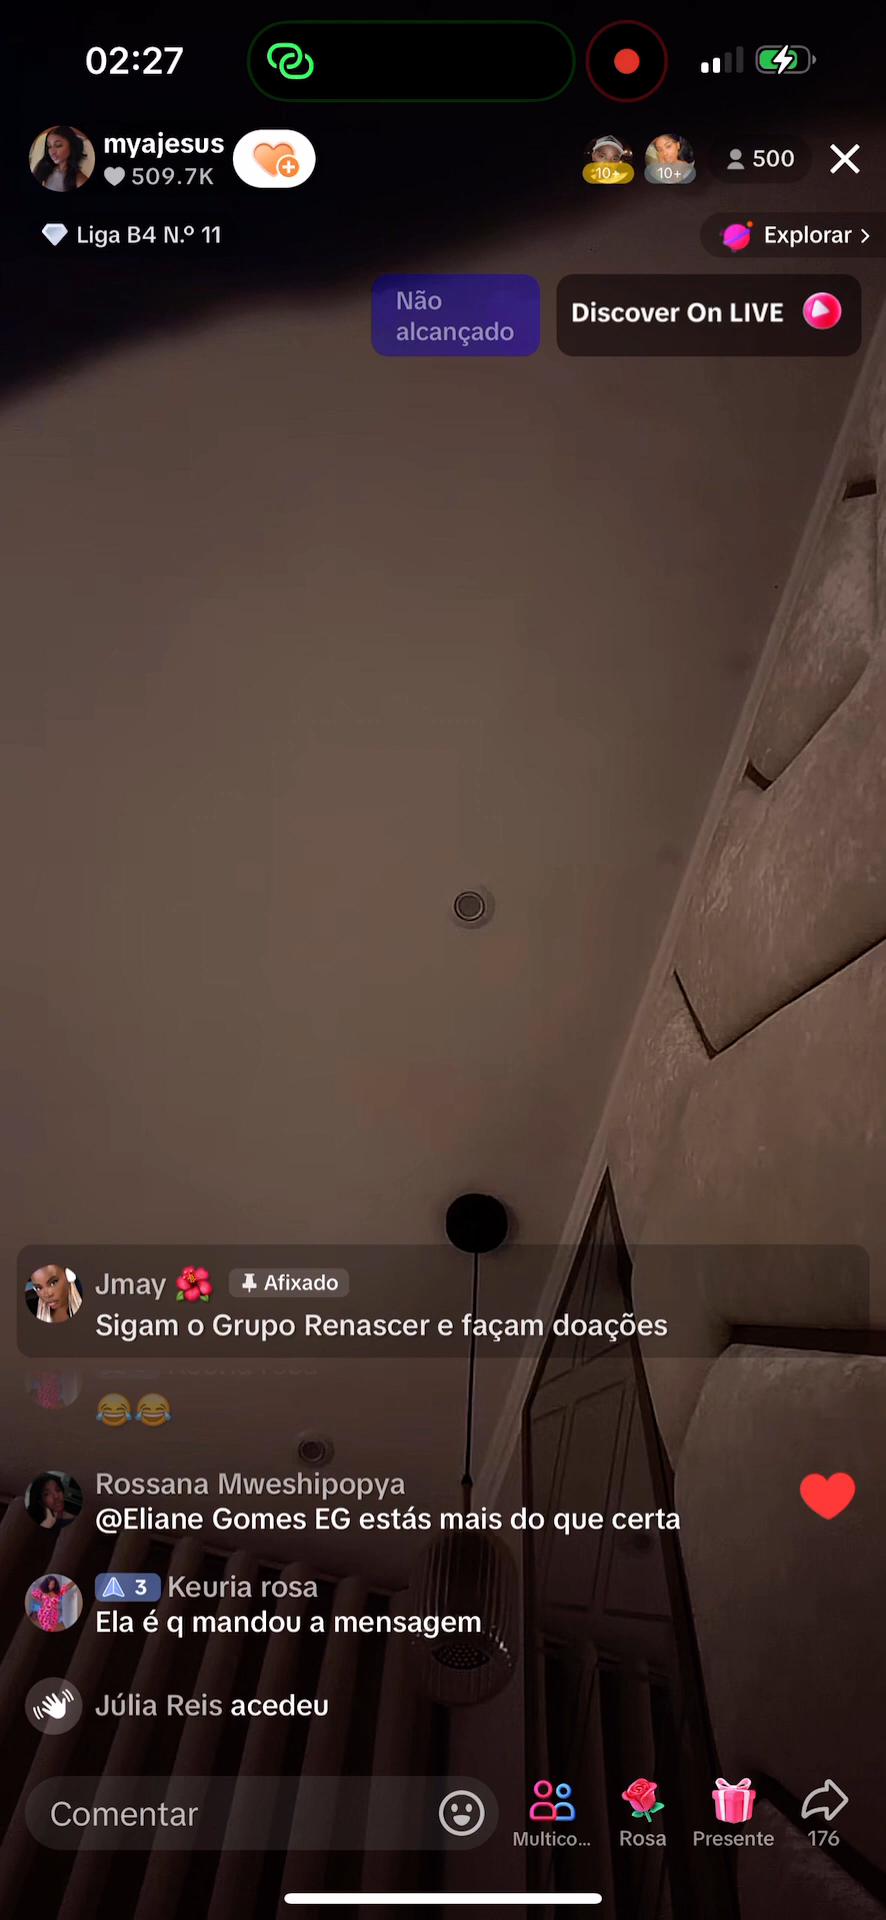 02:27
myajesus
509.7K
10+
10+
500
Liga B4 N.º 11
Explorar
Não
alcançado
Discover On LIVE
Jmay
Afixado
Sigam o Grupo Renascer e façam doações
Rossana Mweshipopya
@Eliane Gomes EG estás mais do que certa
3 Keuria rosa
Ela é q mandou a mensagem
Júlia Reis acedeu
Comentar
Multico...
Rosa
Presente
176